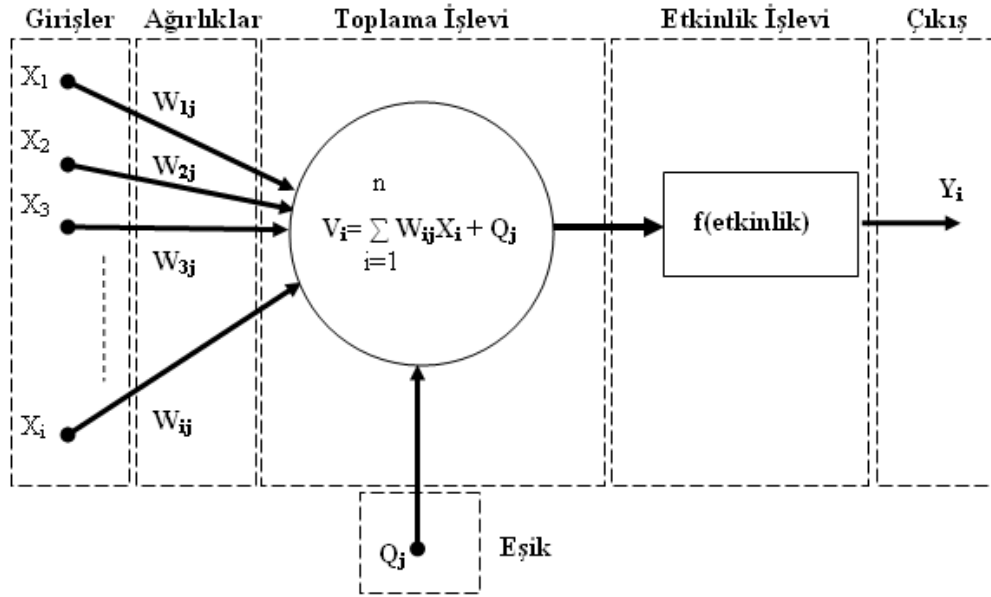 Girişler Ağırlıklar Toplama İşlevi Etkinlik İşlevi Çıkış
X₁
W₁ⱼ
X₂
W₂ⱼ
X₃
W₃ⱼ
n
Vᵢ= ∑ WᵢⱼXᵢ + Qⱼ
i=1
f(etkinlik)
Yᵢ
Xᵢ
Wᵢⱼ
Qⱼ
Eşik